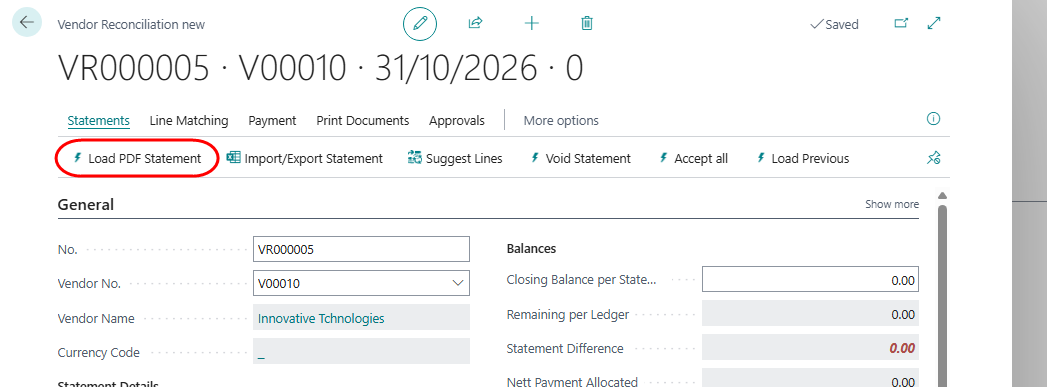 Vendor Reconciliation new
Saved
VR000005 · V00010 · 31/10/2026 · 0
Statements Line Matching Payment Print Documents Approvals More options
Load PDF Statement Import/Export Statement Suggest Lines Void Statement Accept all Load Previous
General Show more
No. VR000005
Balances
Vendor No. V00010
Closing Balance per State... 0.00
Vendor Name Innovative Tchnologies
Remaining per Ledger 0.00
Currency Code _
Statement Difference 0.00
Statement Details
Nett Payment Allocated 0.00